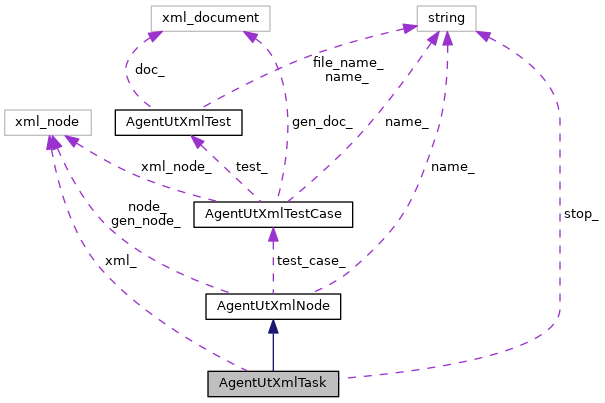 xml_document
string
doc_
file_name_
name_
xml_node
AgentUtXmlTest
gen_doc_
name_
xml_node_
test_
name_
node_
gen_node_
AgentUtXmlTestCase
stop_
xml_
test_case_
AgentUtXmlNode
AgentUtXmlTask